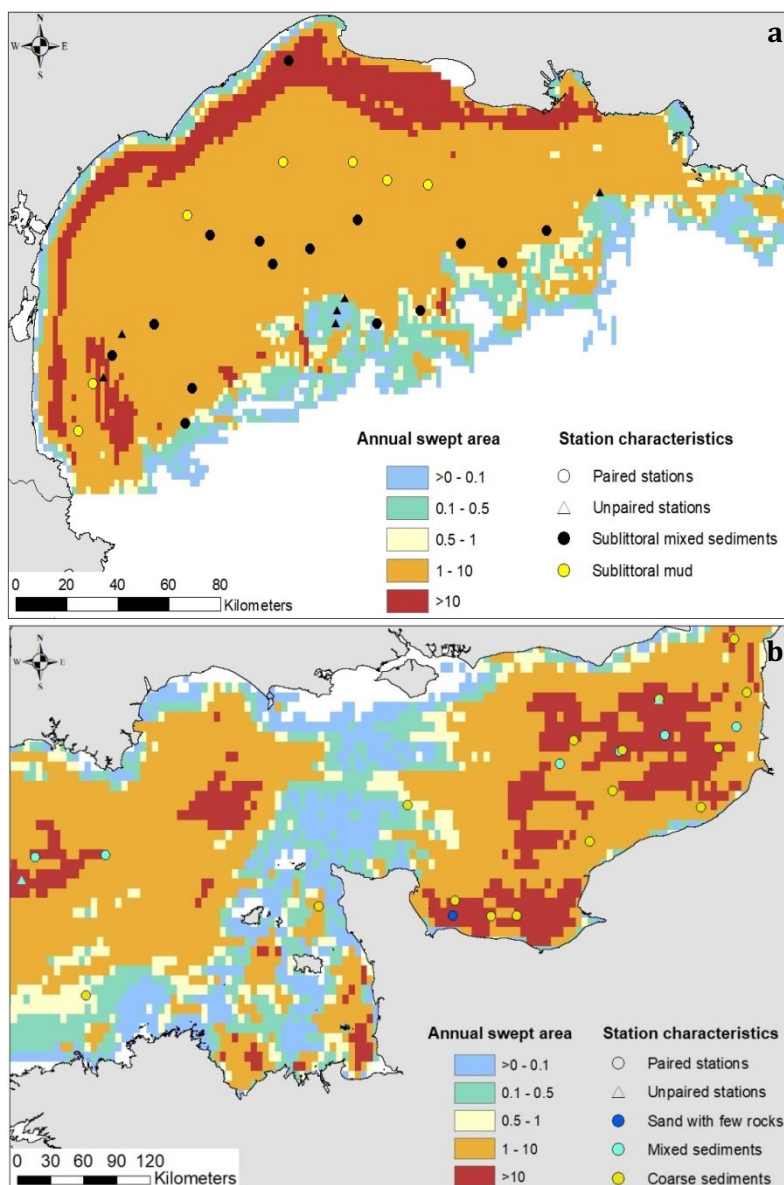 a
N
W E
S
Annual swept area
>0 - 0.1
0.1 - 0.5
0.5 - 1
1 - 10
>10
Station characteristics
Paired stations
Unpaired stations
Sublittoral mixed sediments
Sublittoral mud
0 20 40 60 80
Kilometers
b
N
W E
S
Annual swept area
>0 - 0.1
0.1 - 0.5
0.5 - 1
1 - 10
>10
Station characteristics
Paired stations
Unpaired stations
Sand with few rocks
Mixed sediments
Coarse sediments
0 30 60 90 120
Kilometers